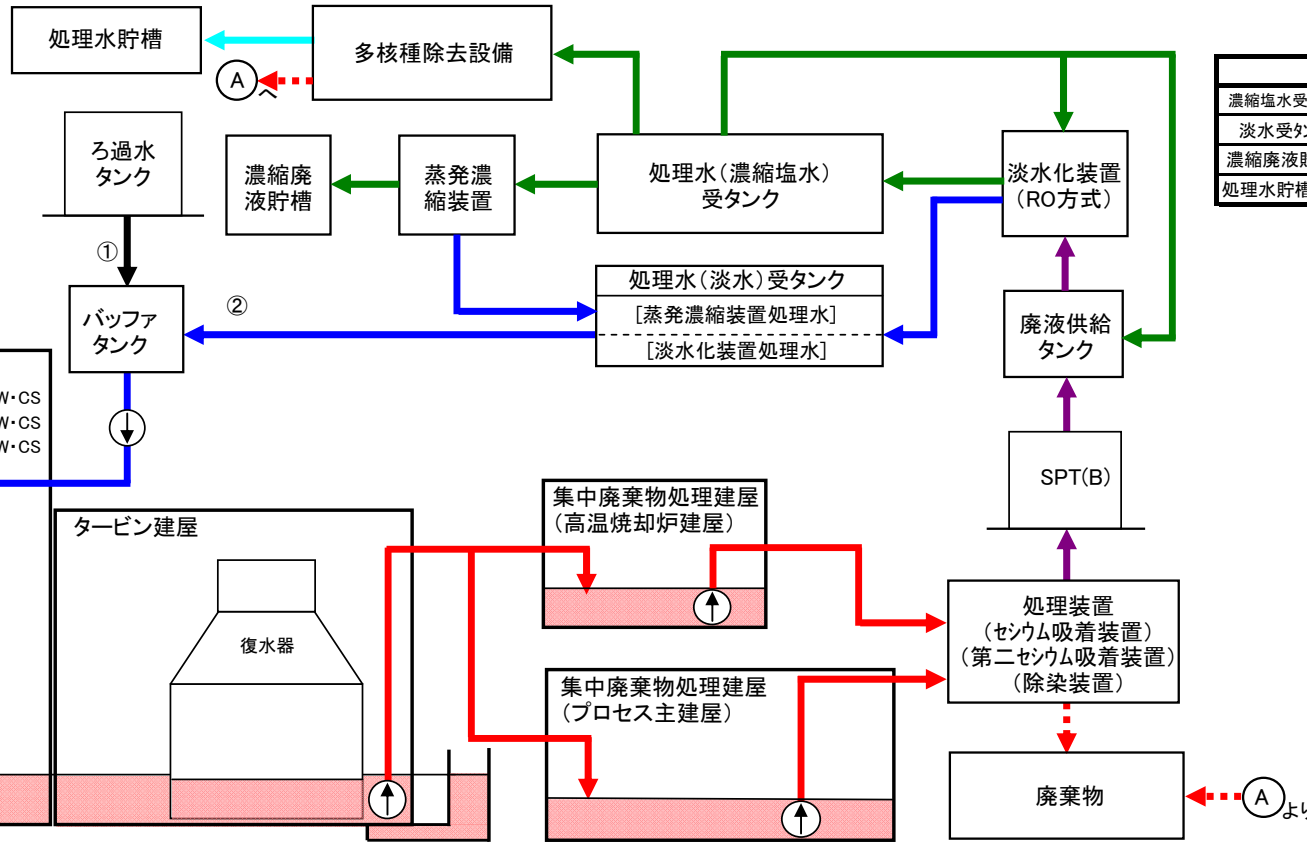 処理水貯槽
多核種除去設備
A
へ
濃縮塩水受
淡水受タン
濃縮廃液貯
処理水貯槽
ろ過水
タンク
濃縮廃
液貯槽
蒸発濃
縮装置
処理水(濃縮塩水)
受タンク
淡水化装置
(RO方式)
①
処理水(淡水)受タンク
[蒸発濃縮装置処理水]
[淡水化装置処理水]
②
バッファ
タンク
廃液供給
タンク
W・CS
W・CS
W・CS
SPT(B)
タービン建屋
復水器
集中廃棄物処理建屋
(高温焼却炉建屋)
集中廃棄物処理建屋
(プロセス主建屋)
処理装置
(セシウム吸着装置)
(第二セシウム吸着装置)
(除染装置)
廃棄物
A
より